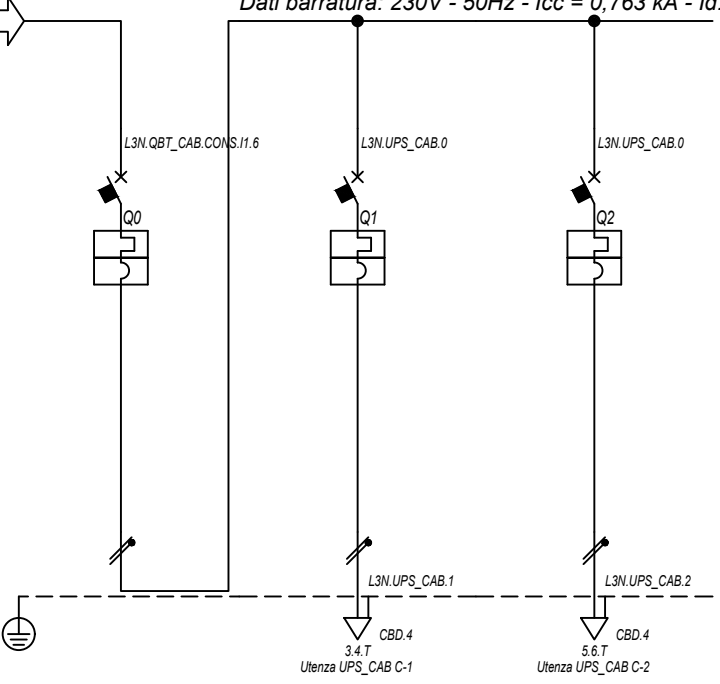 Dati barratura: 230V - 50Hz - Icc = 0,763 kA -
L3N.QBT_CAB.CONS.I1.6
L3N.UPS_CAB.0
L3N.UPS_CAB.0
Q0
Q1
Q2
L3N.UPS_CAB.1
L3N.UPS_CAB.2
CBD.4
CBD.4
3.4.T
5.6.T
Utenza UPS_CAB C-1
Utenza UPS_CAB C-2